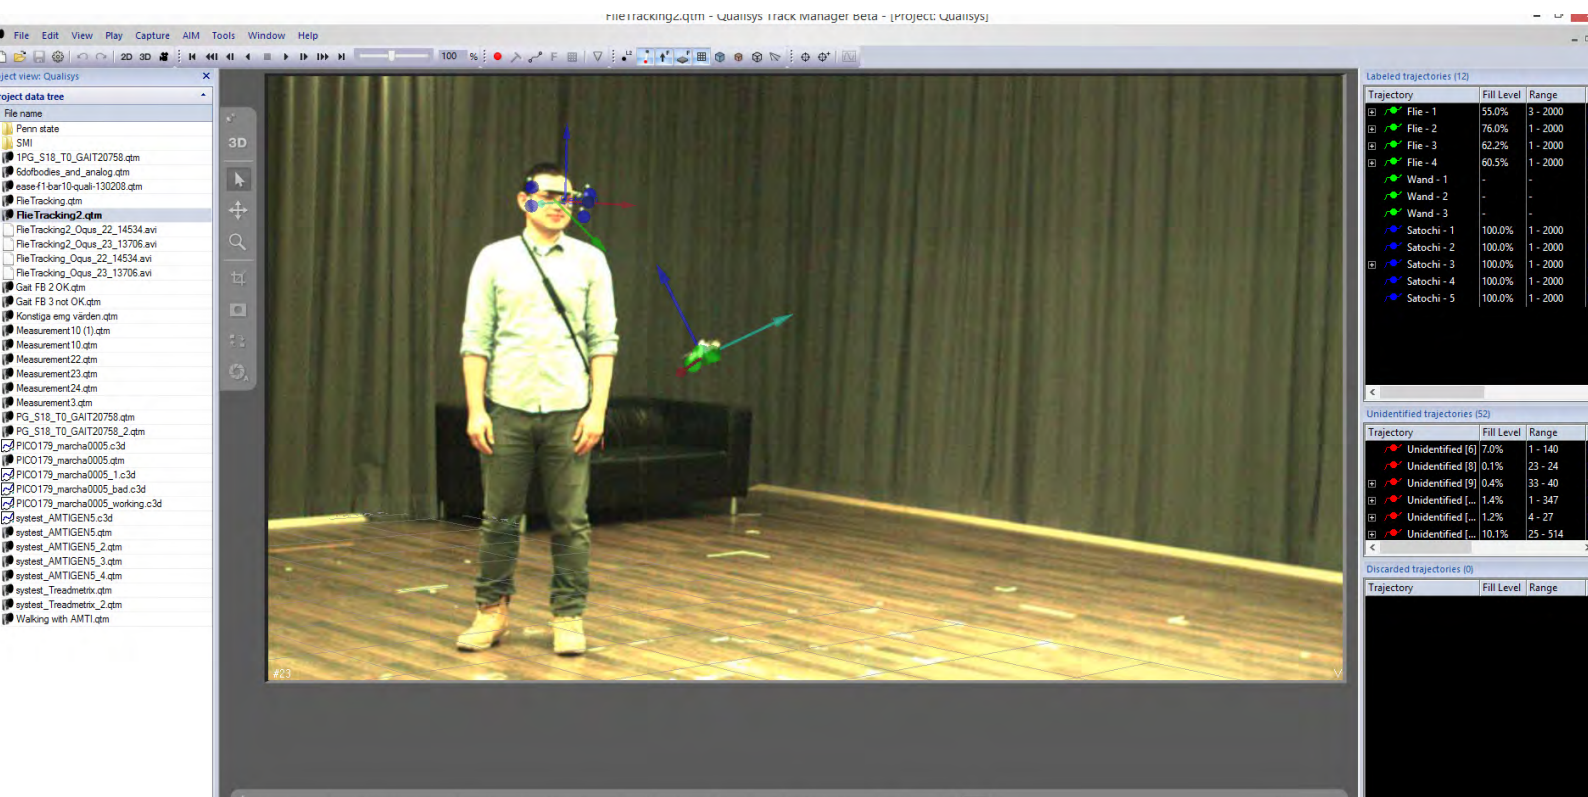 FlieTracking2.qtm - Qualisys Track Manager Beta - [Project: Qualisys]
File Edit View Play Capture AIM Tools Window Help
2D 3D 100 % F L2
ject view: Qualisys
roject data tree
File name
Penn state
SMI
1PG_S18_T0_GAIT20758.qtm
6dofbodies_and_analog.qtm
ease-f1-bar10-quali-130208.qtm
FlieTracking.qtm
FlieTracking2.qtm
FlieTracking2_Oqus_22_14534.avi
FlieTracking2_Oqus_23_13706.avi
FlieTracking_Oqus_22_14534.avi
FlieTracking_Oqus_23_13706.avi
Gait FB 2 OK.qtm
Gait FB 3 not OK.qtm
Konstiga emg värden.qtm
Measurement10 (1).qtm
Measurement10.qtm
Measurement22.qtm
Measurement23.qtm
Measurement24.qtm
Measurement3.qtm
PG_S18_T0_GAIT20758.qtm
PG_S18_T0_GAIT20758_2.qtm
PICO179_marcha0005.c3d
PICO179_marcha0005.qtm
PICO179_marcha0005_1.c3d
PICO179_marcha0005_bad.c3d
PICO179_marcha0005_working.c3d
systest_AMTIGEN5.c3d
systest_AMTIGEN5.qtm
systest_AMTIGEN5_2.qtm
systest_AMTIGEN5_3.qtm
systest_AMTIGEN5_4.qtm
systest_Treadmetrix.qtm
systest_Treadmetrix_2.qtm
Walking with AMTI.qtm
3D
#23
Labeled trajectories (12)
Trajectory Fill Level Range
Flie - 1 55.0% 3 - 2000
Flie - 2 76.0% 1 - 2000
Flie - 3 62.2% 1 - 2000
Flie - 4 60.5% 1 - 2000
Wand - 1 - -
Wand - 2 - -
Wand - 3 - -
Satochi - 1 100.0% 1 - 2000
Satochi - 2 100.0% 1 - 2000
Satochi - 3 100.0% 1 - 2000
Satochi - 4 100.0% 1 - 2000
Satochi - 5 100.0% 1 - 2000
Unidentified trajectories (52)
Trajectory Fill Level Range
Unidentified [6] 7.0% 1 - 140
Unidentified [8] 0.1% 23 - 24
Unidentified [9] 0.4% 33 - 40
Unidentified [... 1.4% 1 - 347
Unidentified [... 1.2% 4 - 27
Unidentified [... 10.1% 25 - 514
Discarded trajectories (0)
Trajectory Fill Level Range